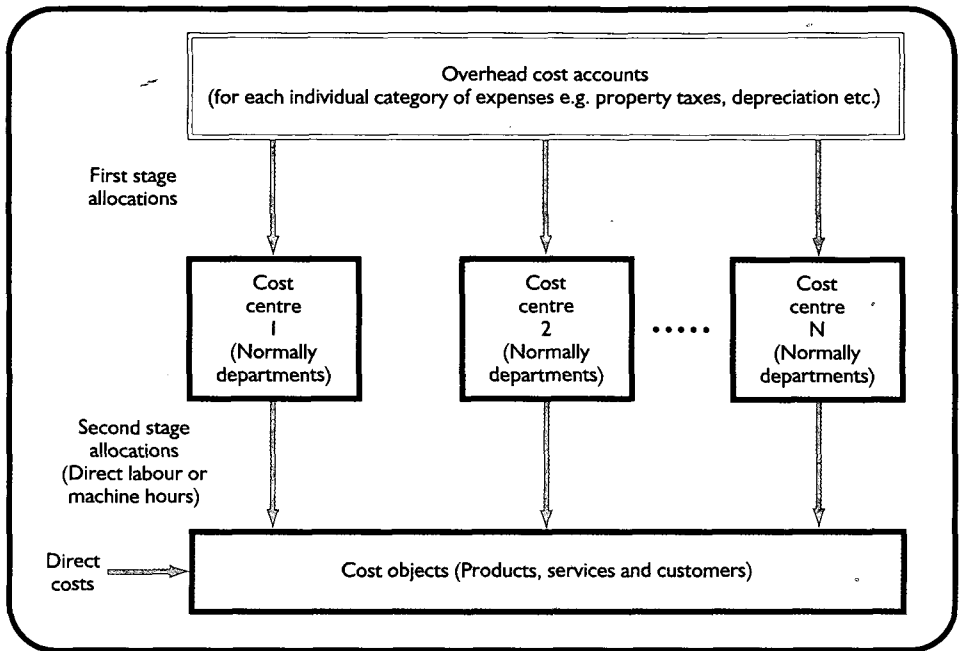 Overhead cost accounts
(for each individual category of expenses e.g. property taxes, depreciation etc.)
First stage
allocations
Cost
centre
1
(Normally
departments)
Cost
centre
2
(Normally
departments)
.....
Cost
centre
N
(Normally
departments)
Second stage
allocations
(Direct labour or
machine hours)
Direct
costs
Cost objects (Products, services and customers)